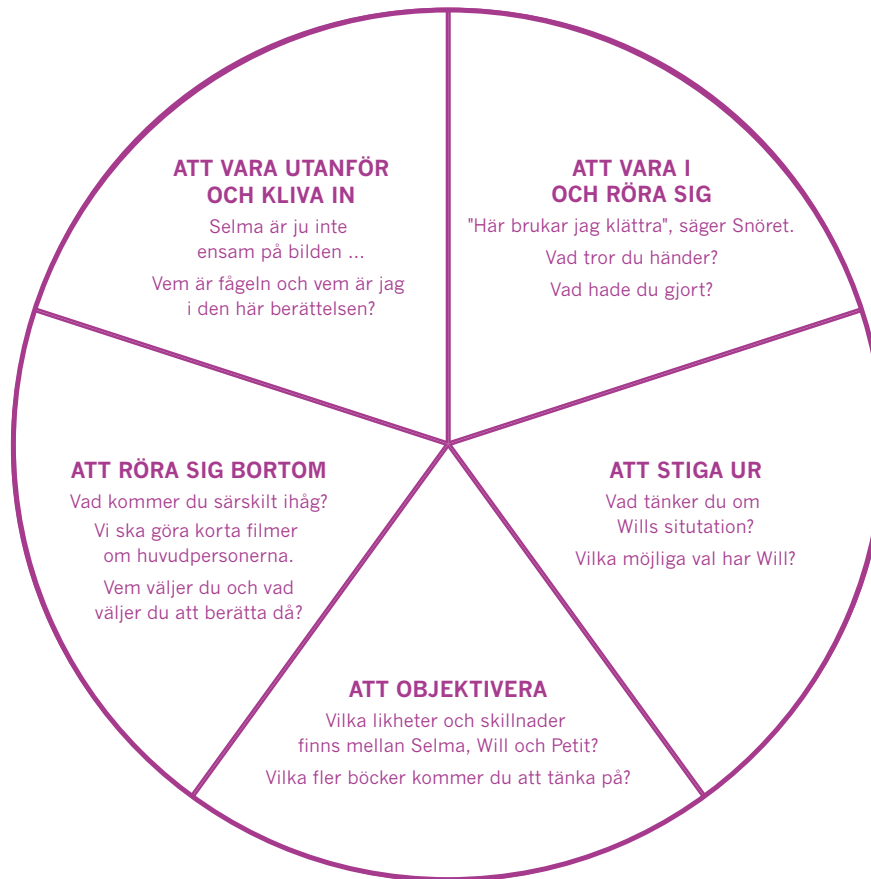 ATT VARA UTANFÖR
OCH KLIVA IN
Selma är ju inte
ensam på bilden ...
Vem är fågeln och vem är jag
i den här berättelsen?
ATT VARA I
OCH RÖRA SIG
"Här brukar jag klättra", säger Snöret.
Vad tror du händer?
Vad hade du gjort?
ATT STIGA UR
Vad tänker du om
Wills situtation?
Vilka möjliga val har Will?
ATT OBJEKTIVERA
Vilka likheter och skillnader
finns mellan Selma, Will och Petit?
Vilka fler böcker kommer du att tänka på?
ATT RÖRA SIG BORTOM
Vad kommer du särskilt ihåg?
Vi ska göra korta filmer
om huvudpersonerna.
Vem väljer du och vad
väljer du att berätta då?